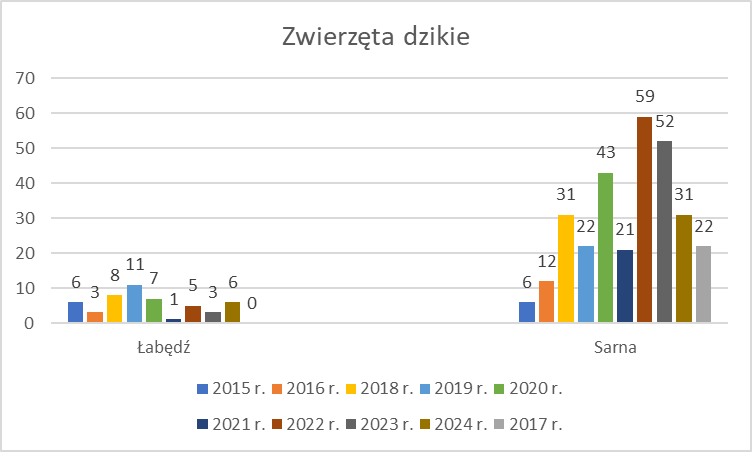 Zwierzęta dzikie
70
60
50
40
30
20
10
0
6 3 8 11 7 1 5 3 6 0
6 12 31 22 43 21 59 52 31 22
Łabędź Sarna
2015 r. 2016 r. 2018 r. 2019 r. 2020 r.
2021 r. 2022 r. 2023 r. 2024 r. 2017 r.